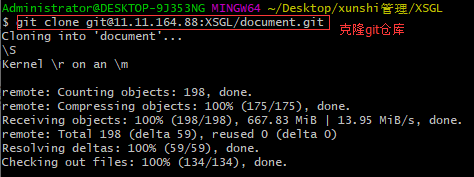 Administrator@DESKTOP-9J353NG MINGW64 ~/Desktop/xunshi管理/XSGL
$ git clone git@11.11.164.88:XSGL/document.git
克隆git仓库
Cloning into 'document'...
\S
Kernel \r on an \m
remote: Counting objects: 198, done.
remote: Compressing objects: 100% (175/175), done.
Receiving objects: 100% (198/198), 667.83 MiB | 13.95 MiB/s, done.
remote: Total 198 (delta 59), reused 0 (delta 0)
Resolving deltas: 100% (59/59), done.
Checking out files: 100% (134/134), done.